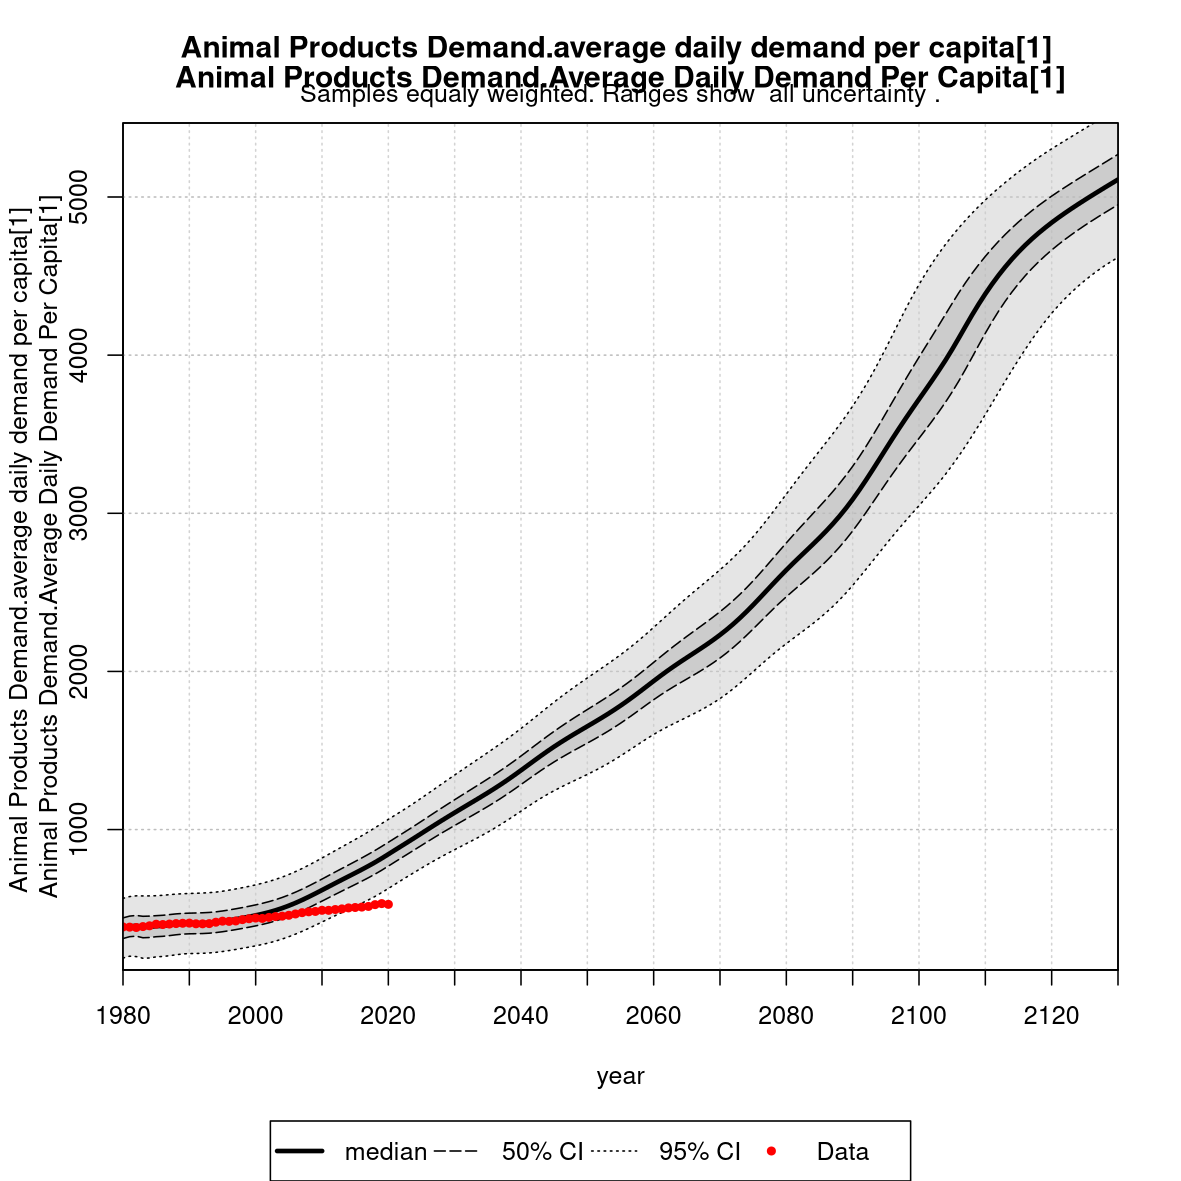 Animal Products Demand.average daily demand per capita[1]
Animal Products Demand.Average Daily Demand Per Capita[1]
Samples equaly weighted. Ranges show  all uncertainty .
Animal Products Demand.average daily demand per capita[1]
Animal Products Demand.Average Daily Demand Per Capita[1]
5000
4000
3000
2000
1000
1980 2000 2020 2040 2060 2080 2100 2120
year
median 50% CI 95% CI Data